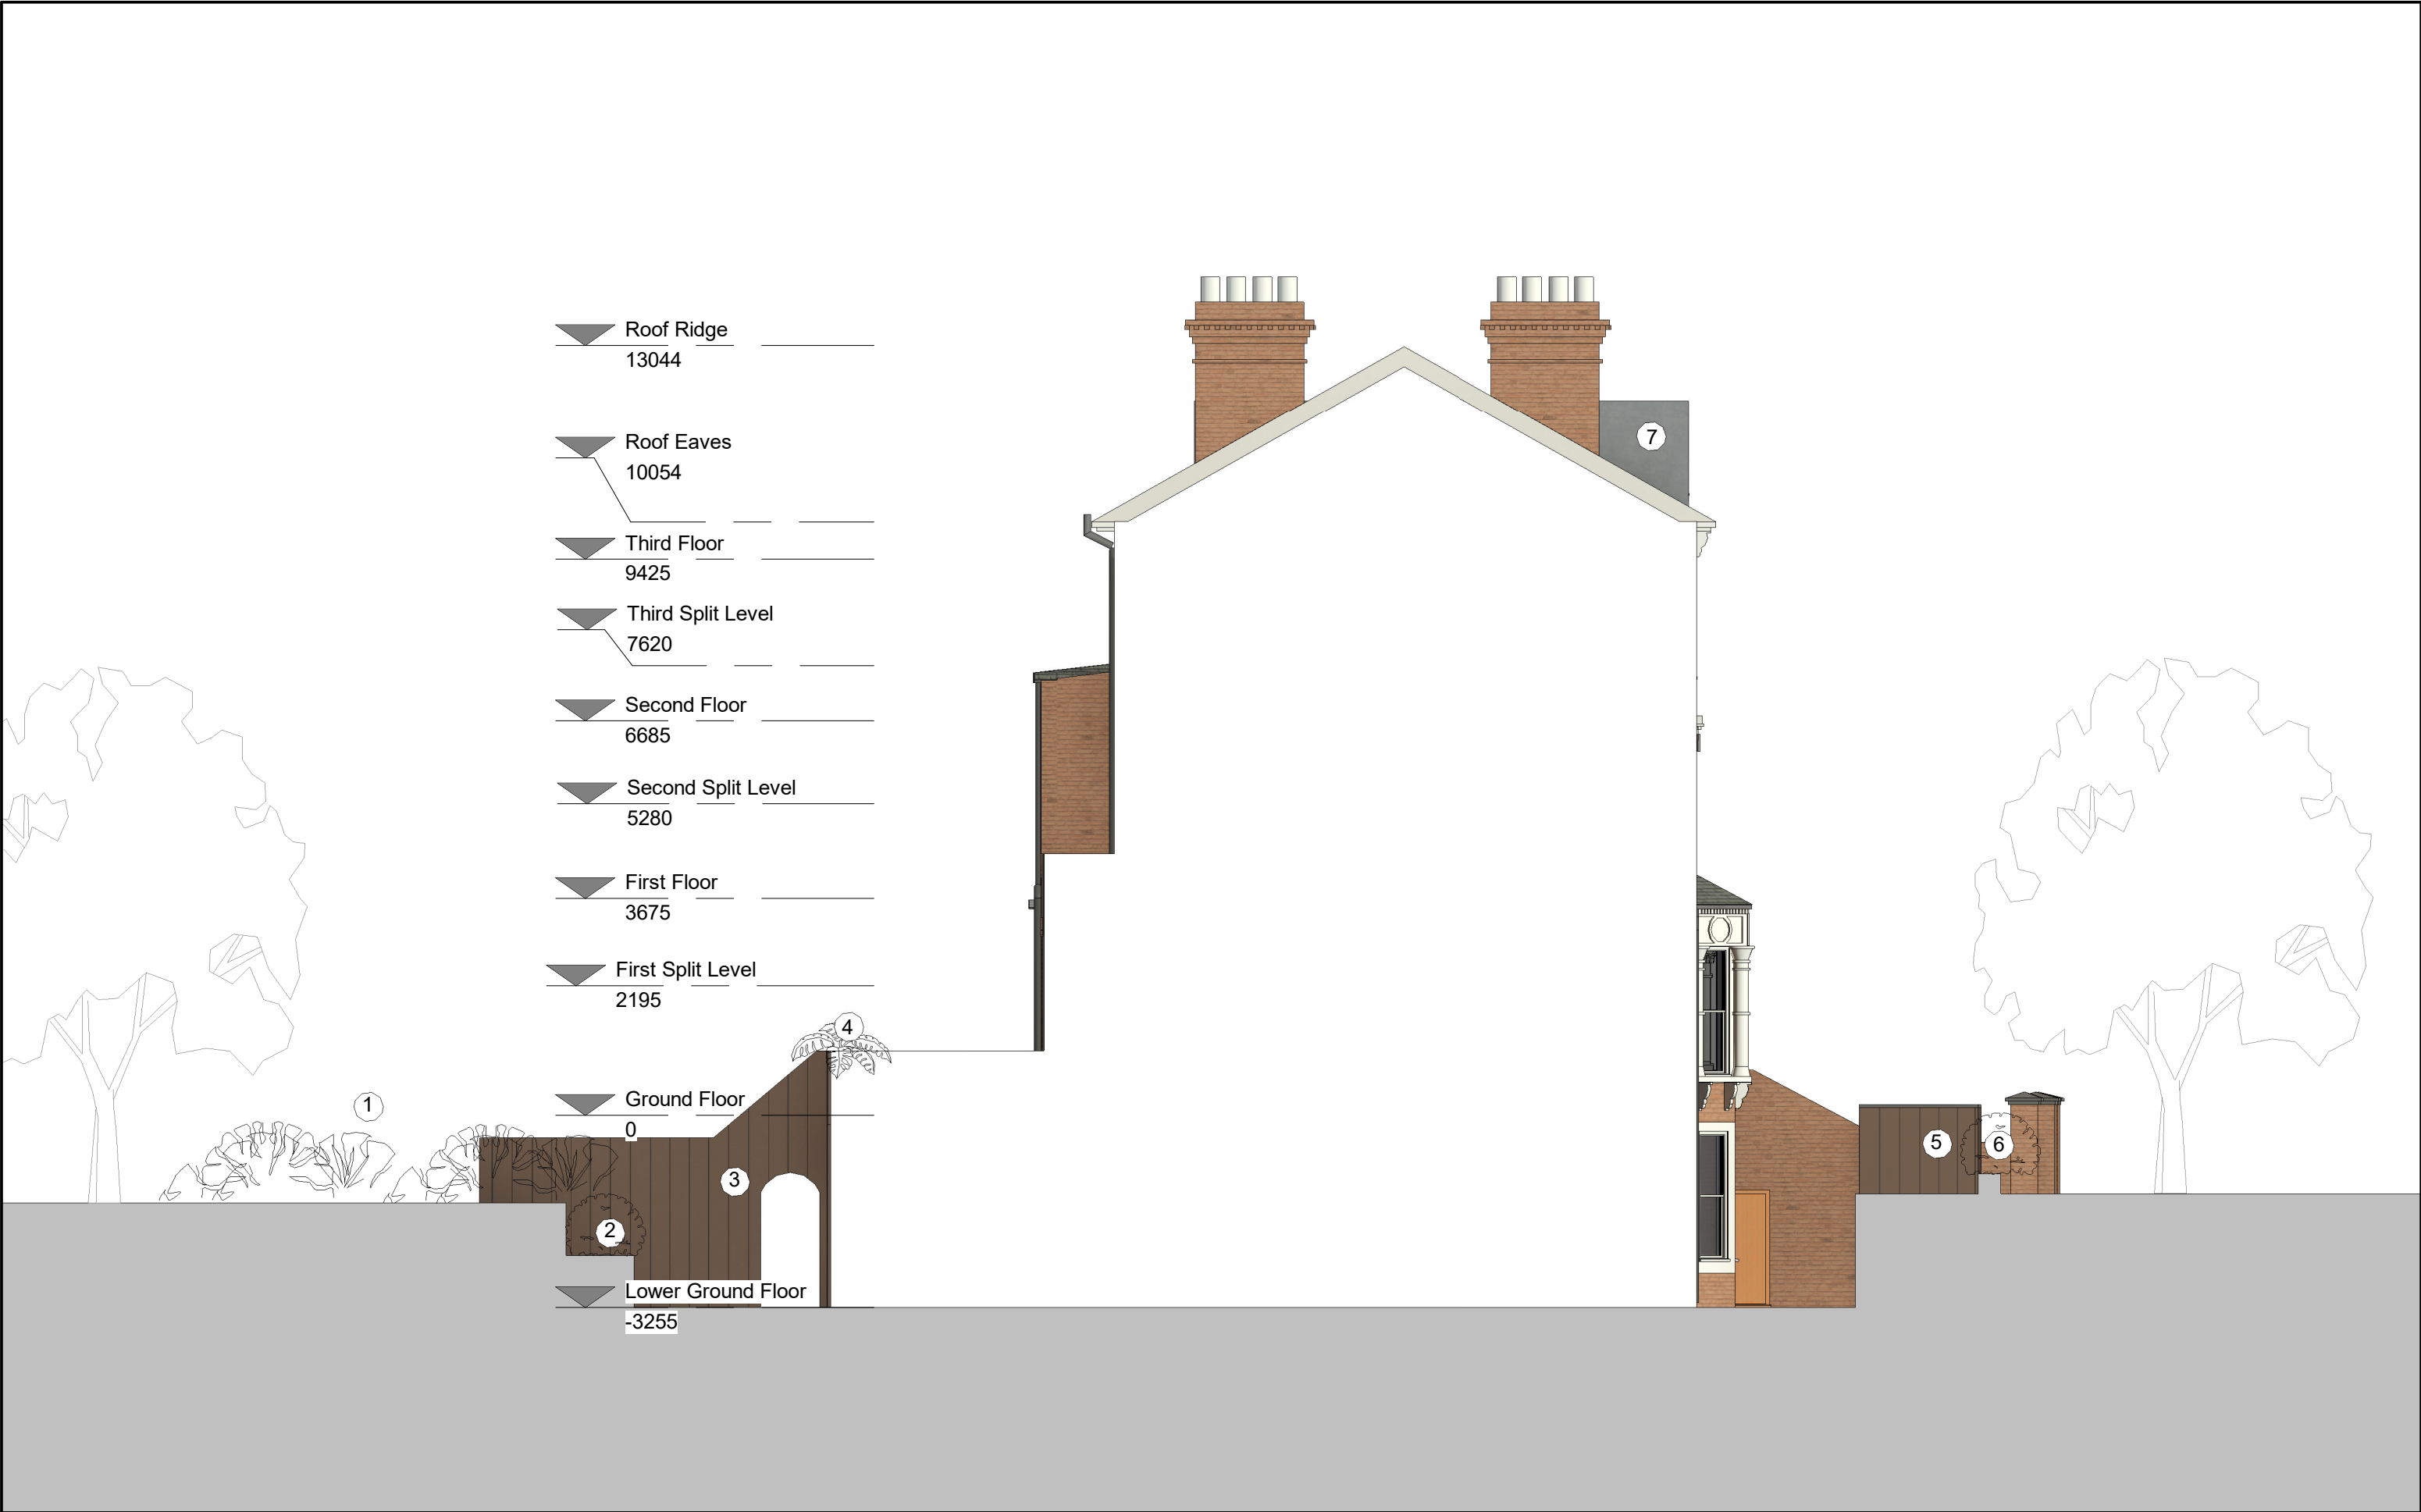 Roof Ridge
13044
Roof Eaves
10054
7
Third Floor
9425
Third Split Level
7620
Second Floor
6685
Second Split Level
5280
First Floor
3675
First Split Level
2195
4
1
Ground Floor
0
5
6
3
2
Lower Ground Floor
-3255